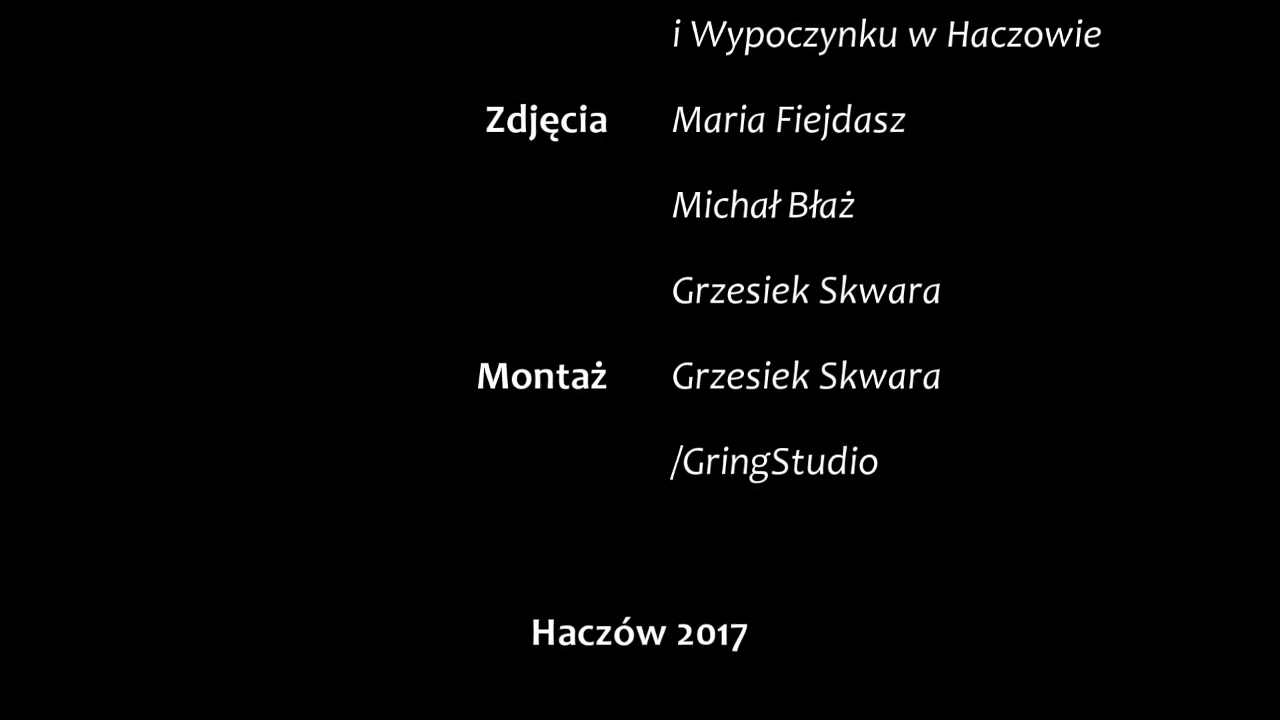 i Wypoczynku w Haczowie
Zdjęcia Maria Fiejdasz
Michał Błaż
Grzesiek Skwara
Montaż Grzesiek Skwara
/GringStudio
Haczów 2017